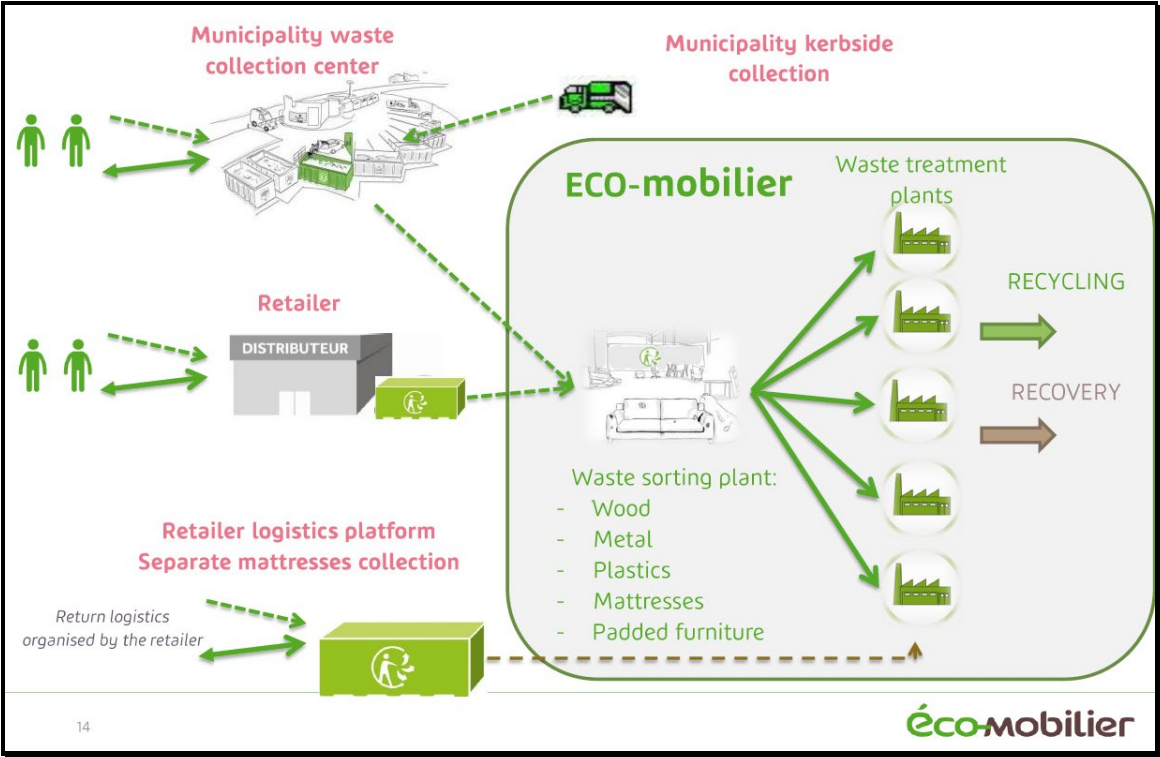 Municipality waste
collection center
Municipality kerbside
collection
ECO-mobilier
Waste treatment
plants
RECYCLING
RECOVERY
Retailer
DISTRIBUTEUR
Waste sorting plant:
- Wood
- Metal
- Plastics
- Mattresses
- Padded furniture
Retailer logistics platform
Separate mattresses collection
Return logistics
organised by the retailer
14
éco-mobilier